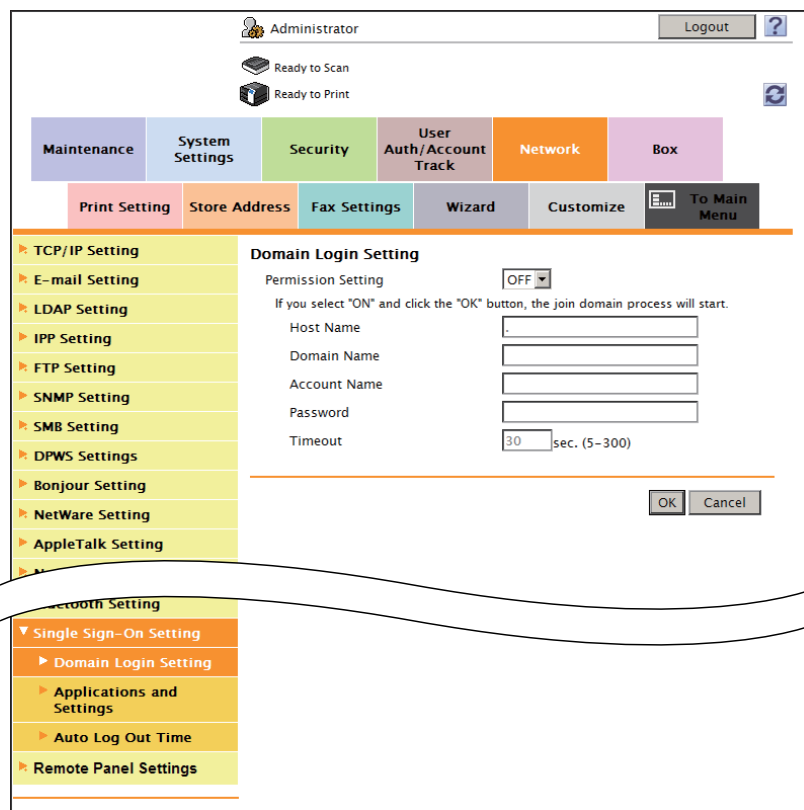 Administrator
Logout
?
Ready to Scan
Ready to Print
Maintenance
System
Settings
Security
User
Auth/Account
Track
Network
Box
Print Setting
Store Address
Fax Settings
Wizard
Customize
To Main
Menu
TCP/IP Setting
E-mail Setting
LDAP Setting
IPP Setting
FTP Setting
SNMP Setting
SMB Setting
DPWS Settings
Bonjour Setting
NetWare Setting
AppleTalk Setting
Setting
Single Sign-On Setting
Domain Login Setting
Applications and
Settings
Auto Log Out Time
Remote Panel Settings
Domain Login Setting
Permission Setting
OFF
If you select "ON" and click the "OK" button, the join domain process will start.
Host Name
.
Domain Name
Account Name
Password
Timeout
30 sec. (5-300)
OK
Cancel